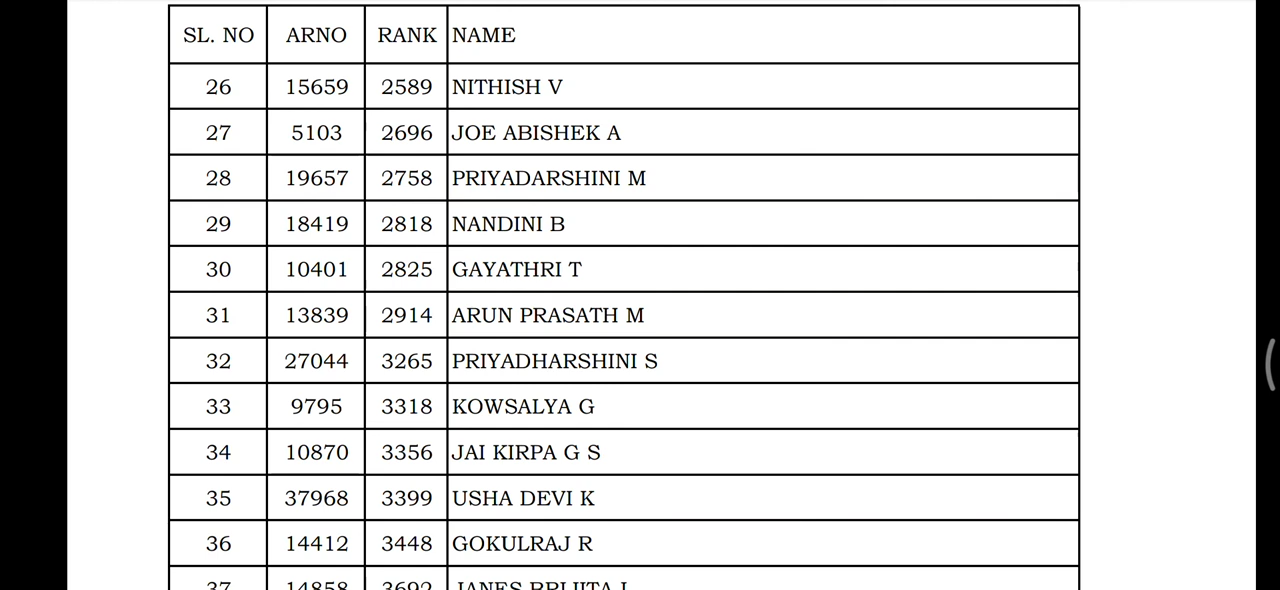 SL. NO ARNO RANK NAME
26 15659 2589 NITHISH V
27 5103 2696 JOE ABISHEK A
28 19657 2758 PRIYADARSHINI M
29 18419 2818 NANDINI B
30 10401 2825 GAYATHRI T
31 13839 2914 ARUN PRASATH M
32 27044 3265 PRIYADHARSHINI S
33 9795 3318 KOWSALYA G
34 10870 3356 JAI KIRPA G S
35 37968 3399 USHA DEVI K
36 14412 3448 GOKULRAJ R
37 14858 3692 JANES